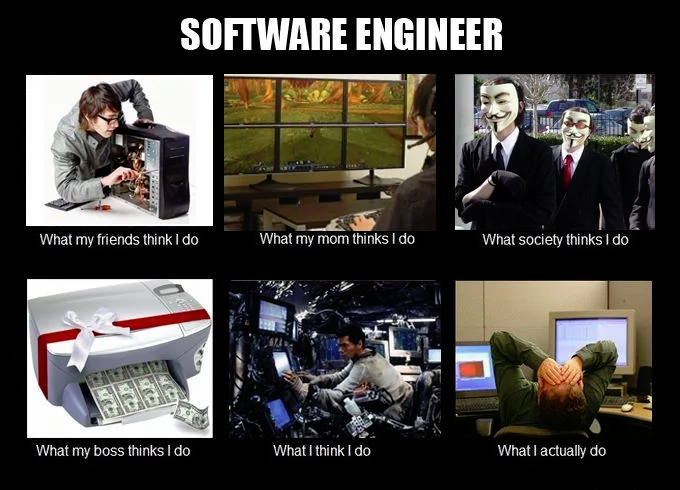 SOFTWARE ENGINEER
What my friends think I do
What my mom thinks I do
What society thinks I do
What my boss thinks I do
What I think I do
What I actually do